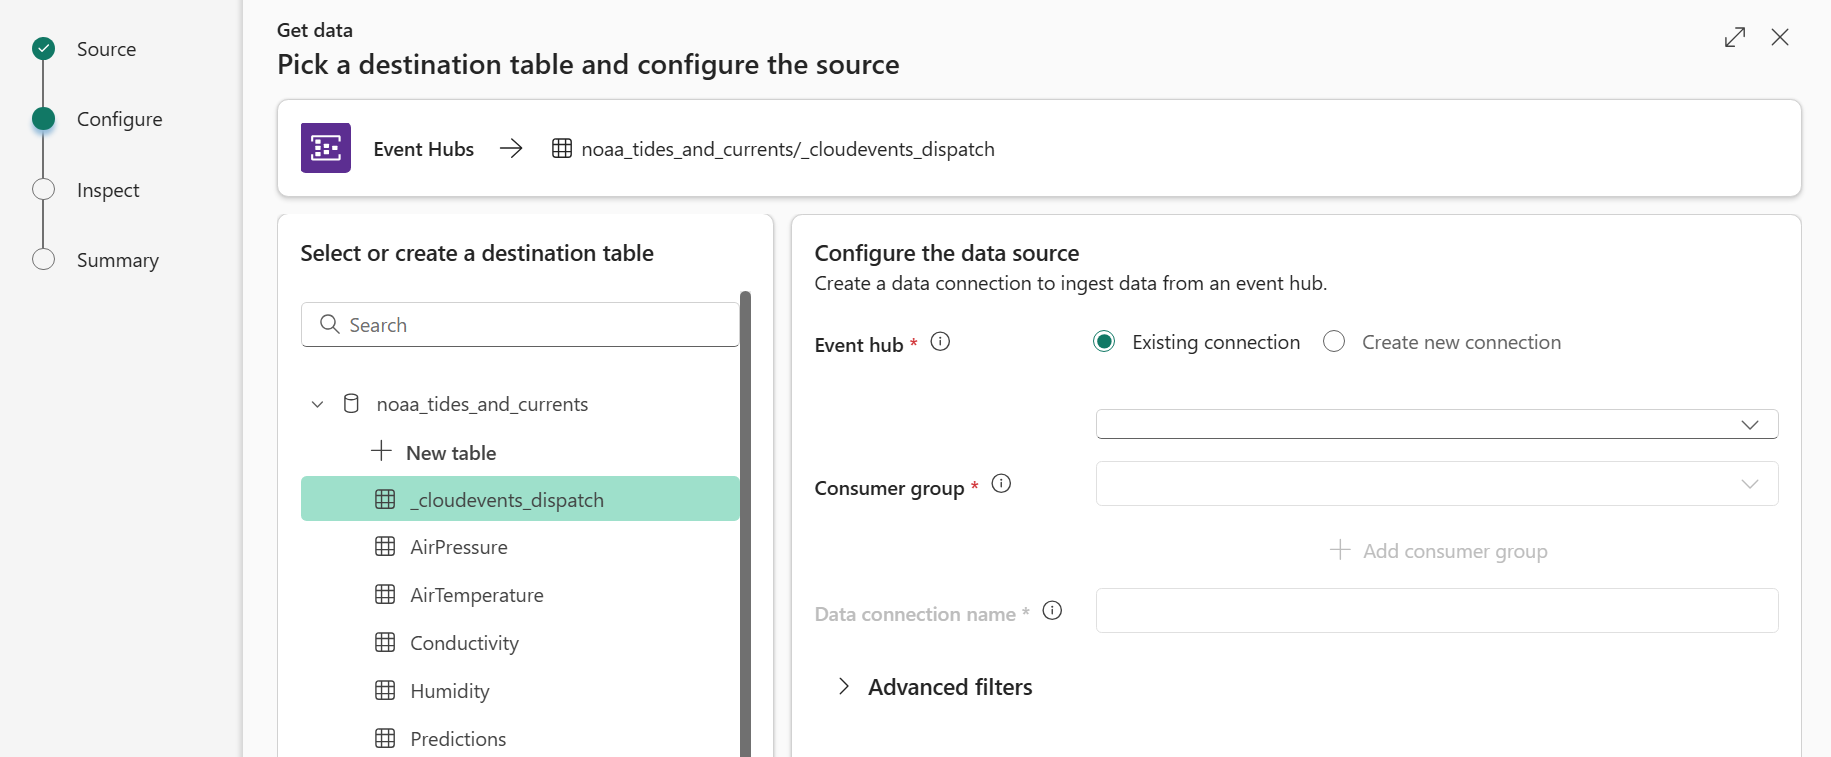 Source
Configure
Inspect
Summary
Get data
Pick a destination table and configure the source
Event Hubs
noaa_tides_and_currents/_cloudevents_dispatch
Select or create a destination table
Search
noaa_tides_and_currents
New table
_cloudevents_dispatch
AirPressure
AirTemperature
Conductivity
Humidity
Predictions
Configure the data source
Create a data connection to ingest data from an event hub.
Event hub *
Existing connection
Create new connection
Consumer group *
Add consumer group
Data connection name *
Advanced filters